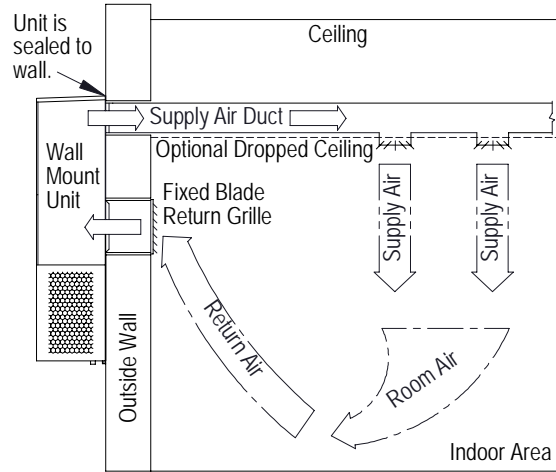 Unit is
sealed to
wall.
Ceiling
Supply Air Duct
Optional Dropped Ceiling
Wall
Mount
Unit
Fixed Blade
Return Grille
Supply Air
Supply Air
Return Air
Room Air
Outside Wall
Indoor Area